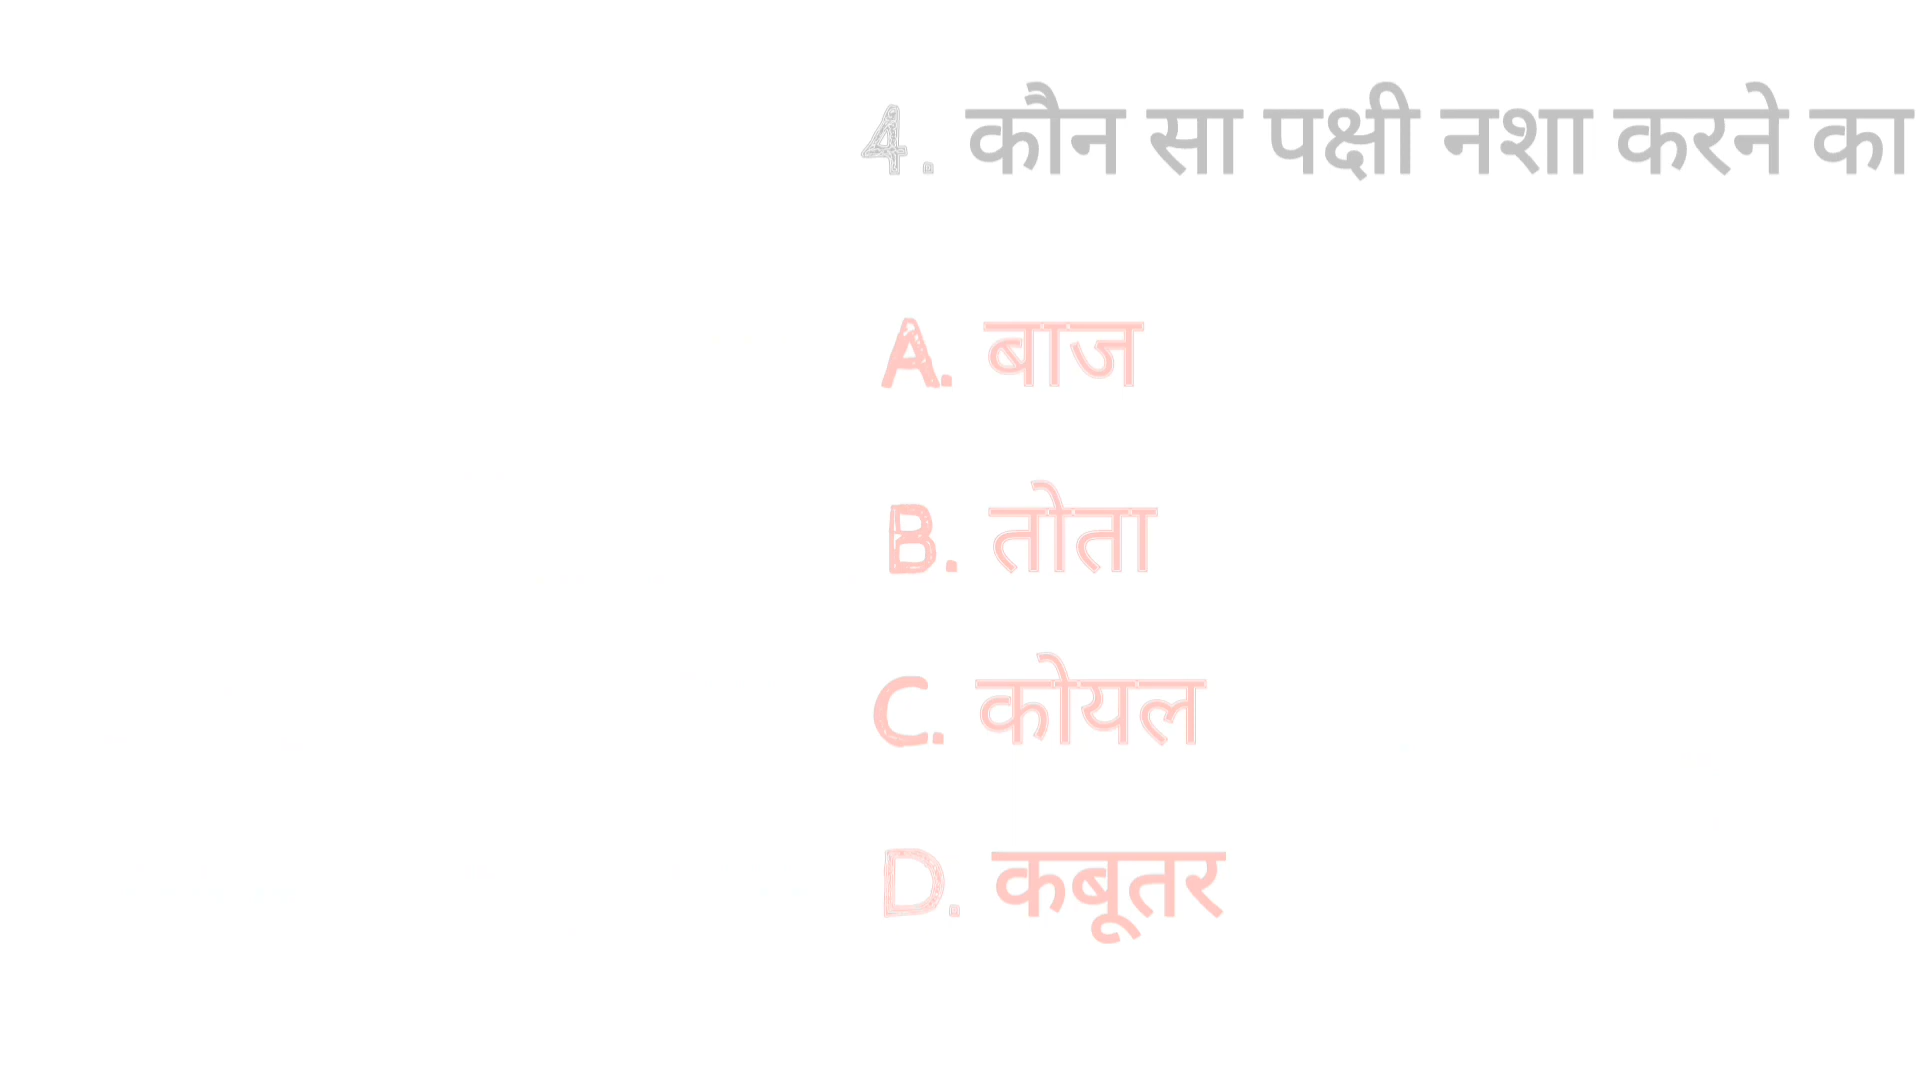 4. कौन सा पक्षी नशा करने का
A. बाज
B. तोता
C. कोयल
D. कबूतर